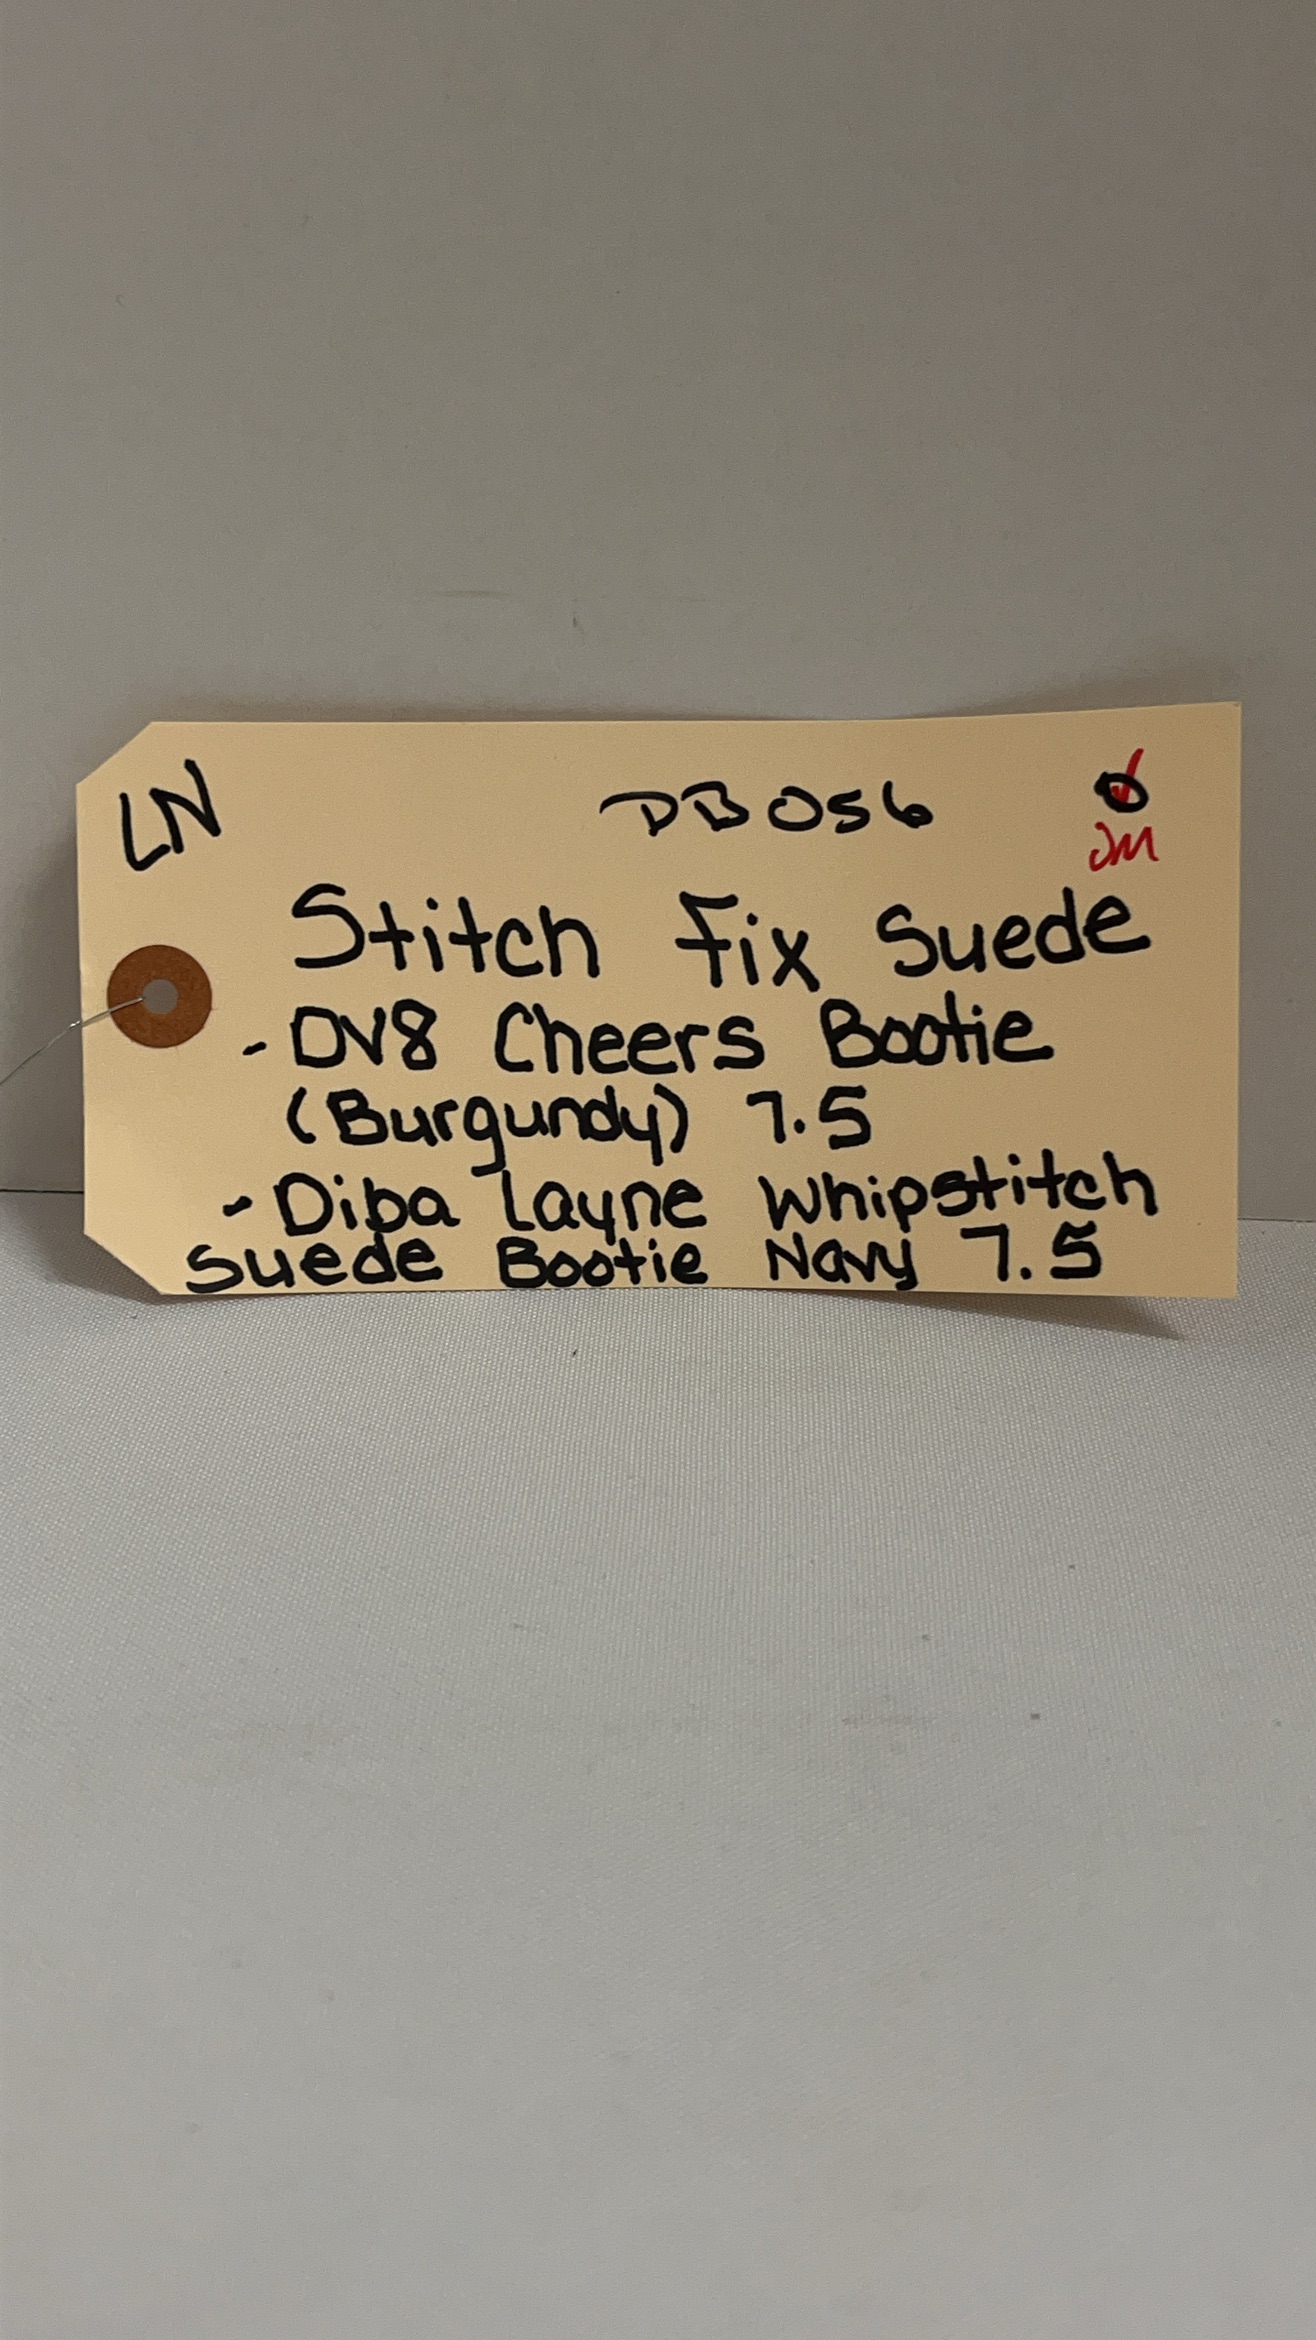 LN DB056
JM
Stitch Fix Suede
- DV8 Cheers Bootie
(Burgundy) 7.5
- Diba Layne Whipstitch
Suede Bootie Navy 7.5